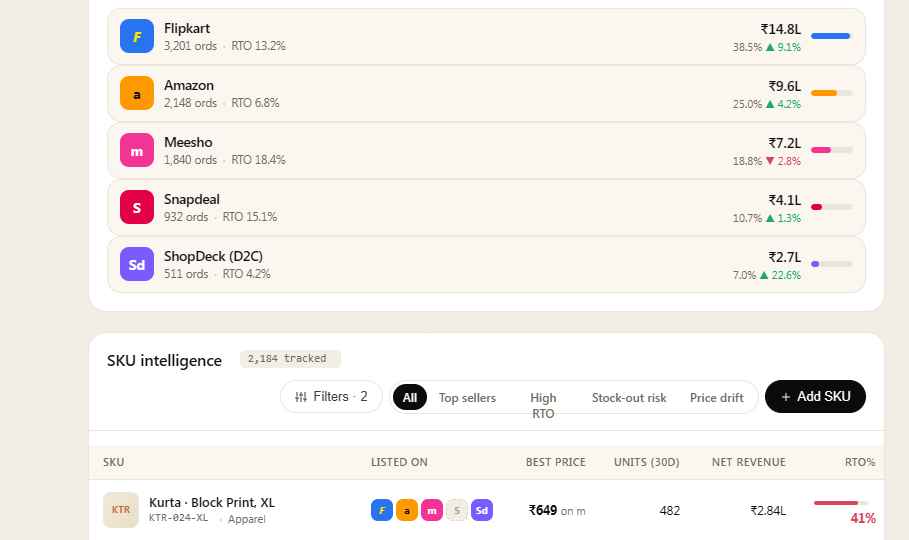 F Flipkart ₹14.8L
3,201 ords · RTO 13.2% 38.5% ▲ 9.1%
a Amazon ₹9.6L
2,148 ords · RTO 6.8% 25.0% ▲ 4.2%
m Meesho ₹7.2L
1,840 ords · RTO 18.4% 18.8% ▼ 2.8%
S Snapdeal ₹4.1L
932 ords · RTO 15.1% 10.7% ▲ 1.3%
Sd ShopDeck (D2C) ₹2.7L
511 ords · RTO 4.2% 7.0% ▲ 22.6%
SKU intelligence 2,184 tracked
Filters · 2 All Top sellers High RTO Stock-out risk Price drift + Add SKU
SKU LISTED ON BEST PRICE UNITS (30D) NET REVENUE RTO%
KTR Kurta · Block Print, XL F a m S Sd ₹649 on m 482 ₹2.84L
KTR-024-XL · Apparel 41%